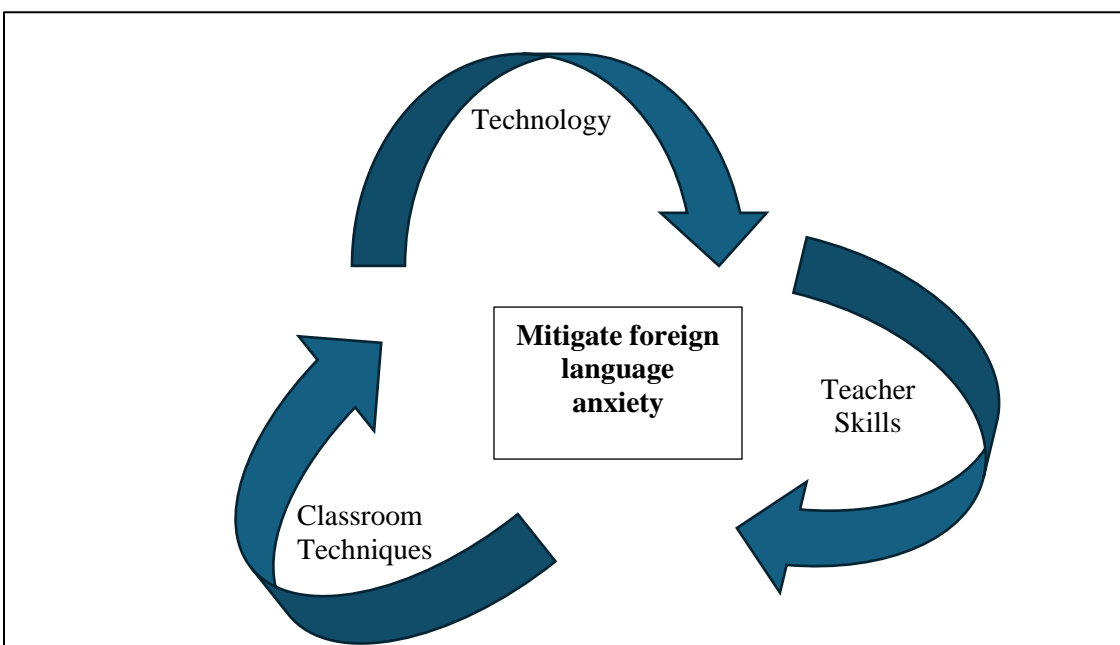 Technology
Mitigate foreign
language
anxiety
Teacher
Skills
Classroom
Techniques